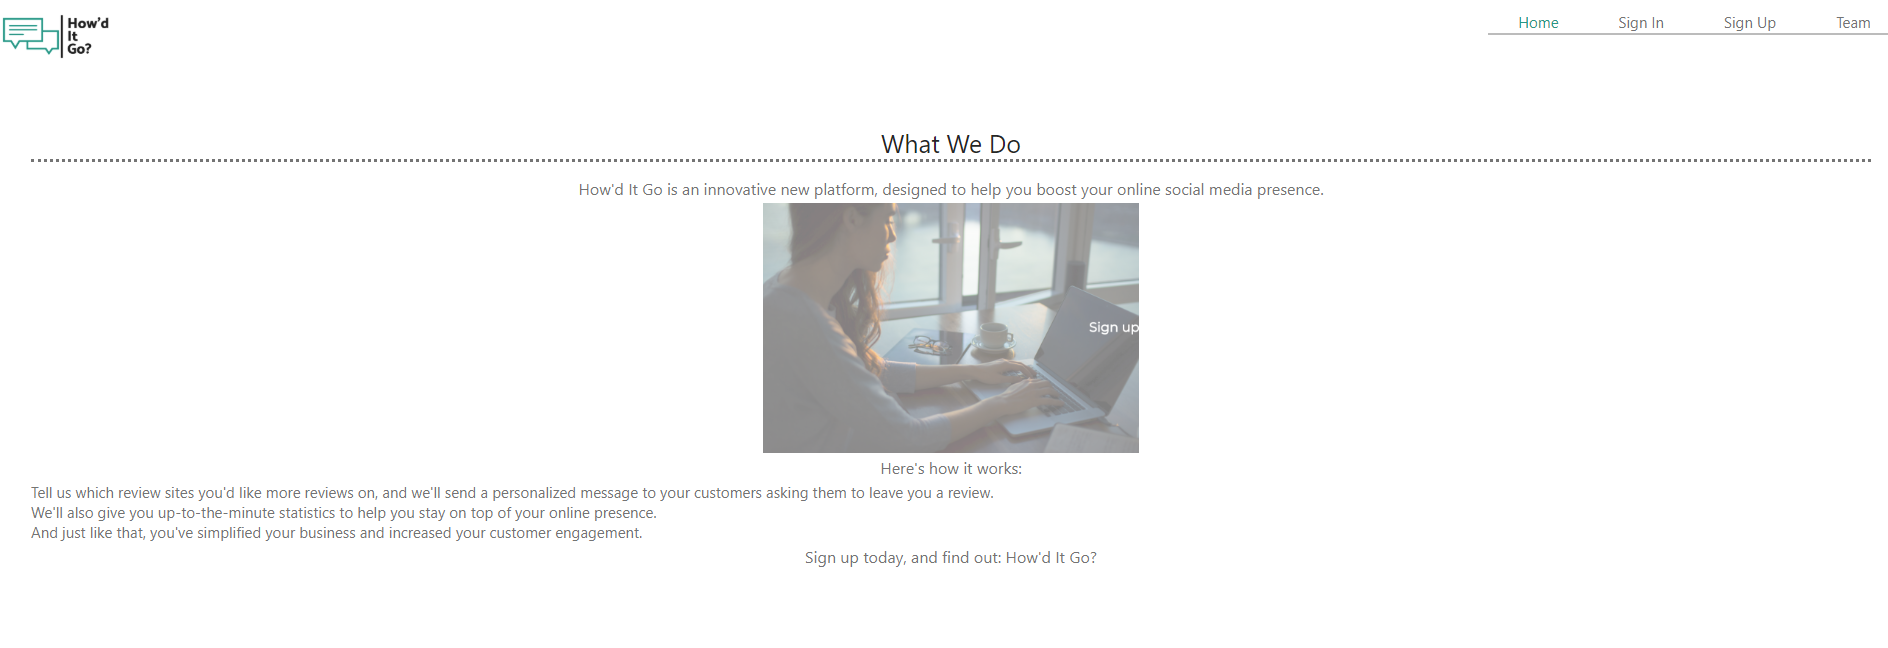 How'd
It
Go?
Home Sign In Sign Up Team
What We Do
How'd It Go is an innovative new platform, designed to help you boost your online social media presence.
Sign up
Here's how it works:
Tell us which review sites you'd like more reviews on, and we'll send a personalized message to your customers asking them to leave you a review.
We'll also give you up-to-the-minute statistics to help you stay on top of your online presence.
And just like that, you've simplified your business and increased your customer engagement.
Sign up today, and find out: How'd It Go?